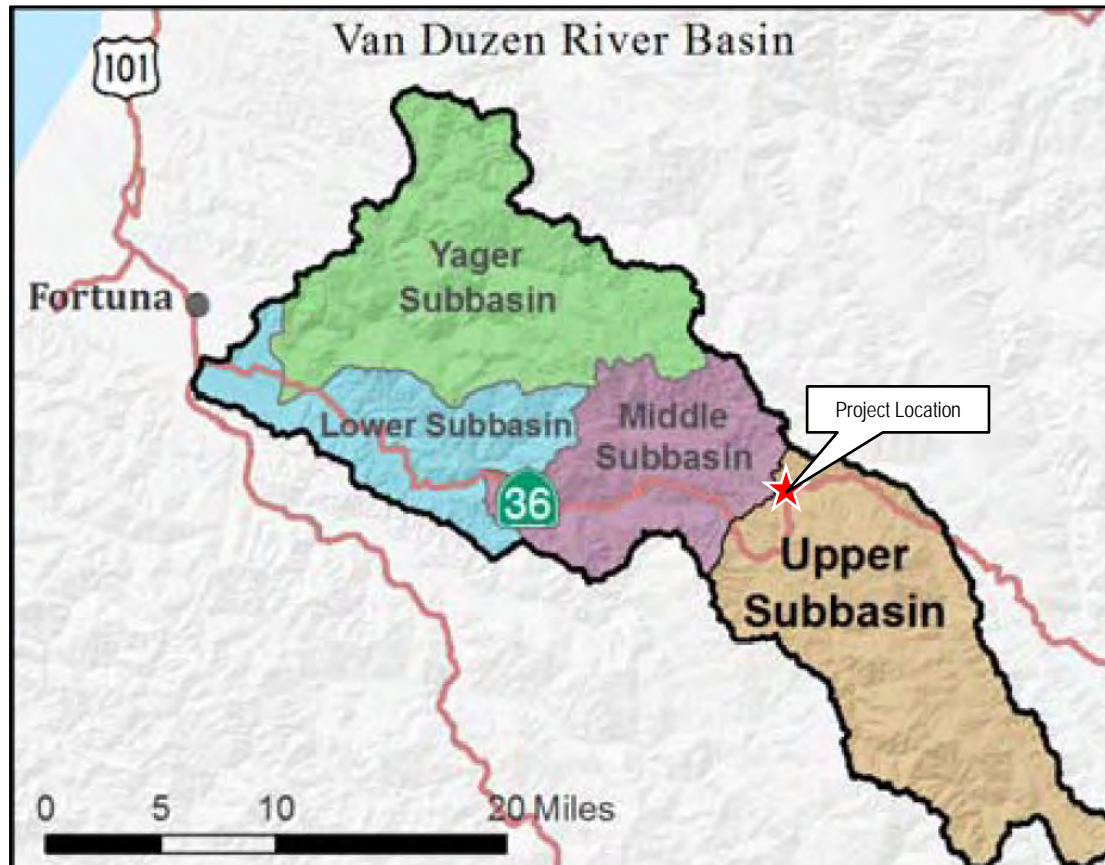 Van Duzen River Basin
101
Yager
Subbasin
Fortuna
Project Location
Lower Subbasin
Middle
Subbasin
36
Upper
Subbasin
0 5 10 20 Miles